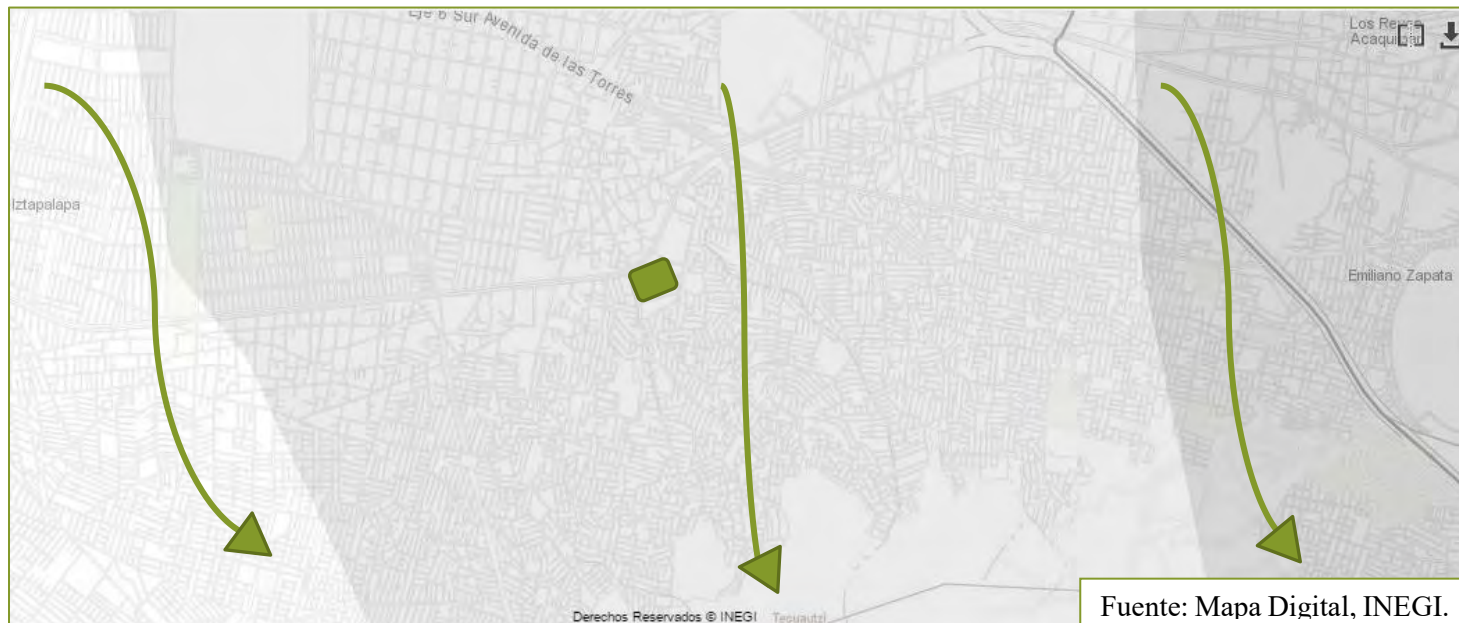 Eje 6 Sur Avenida de las Torres
Los Reyes
Acaquilpan
Iztapalapa
Emiliano Zapata
Derechos Reservados © INEGI
Fuente: Mapa Digital, INEGI.